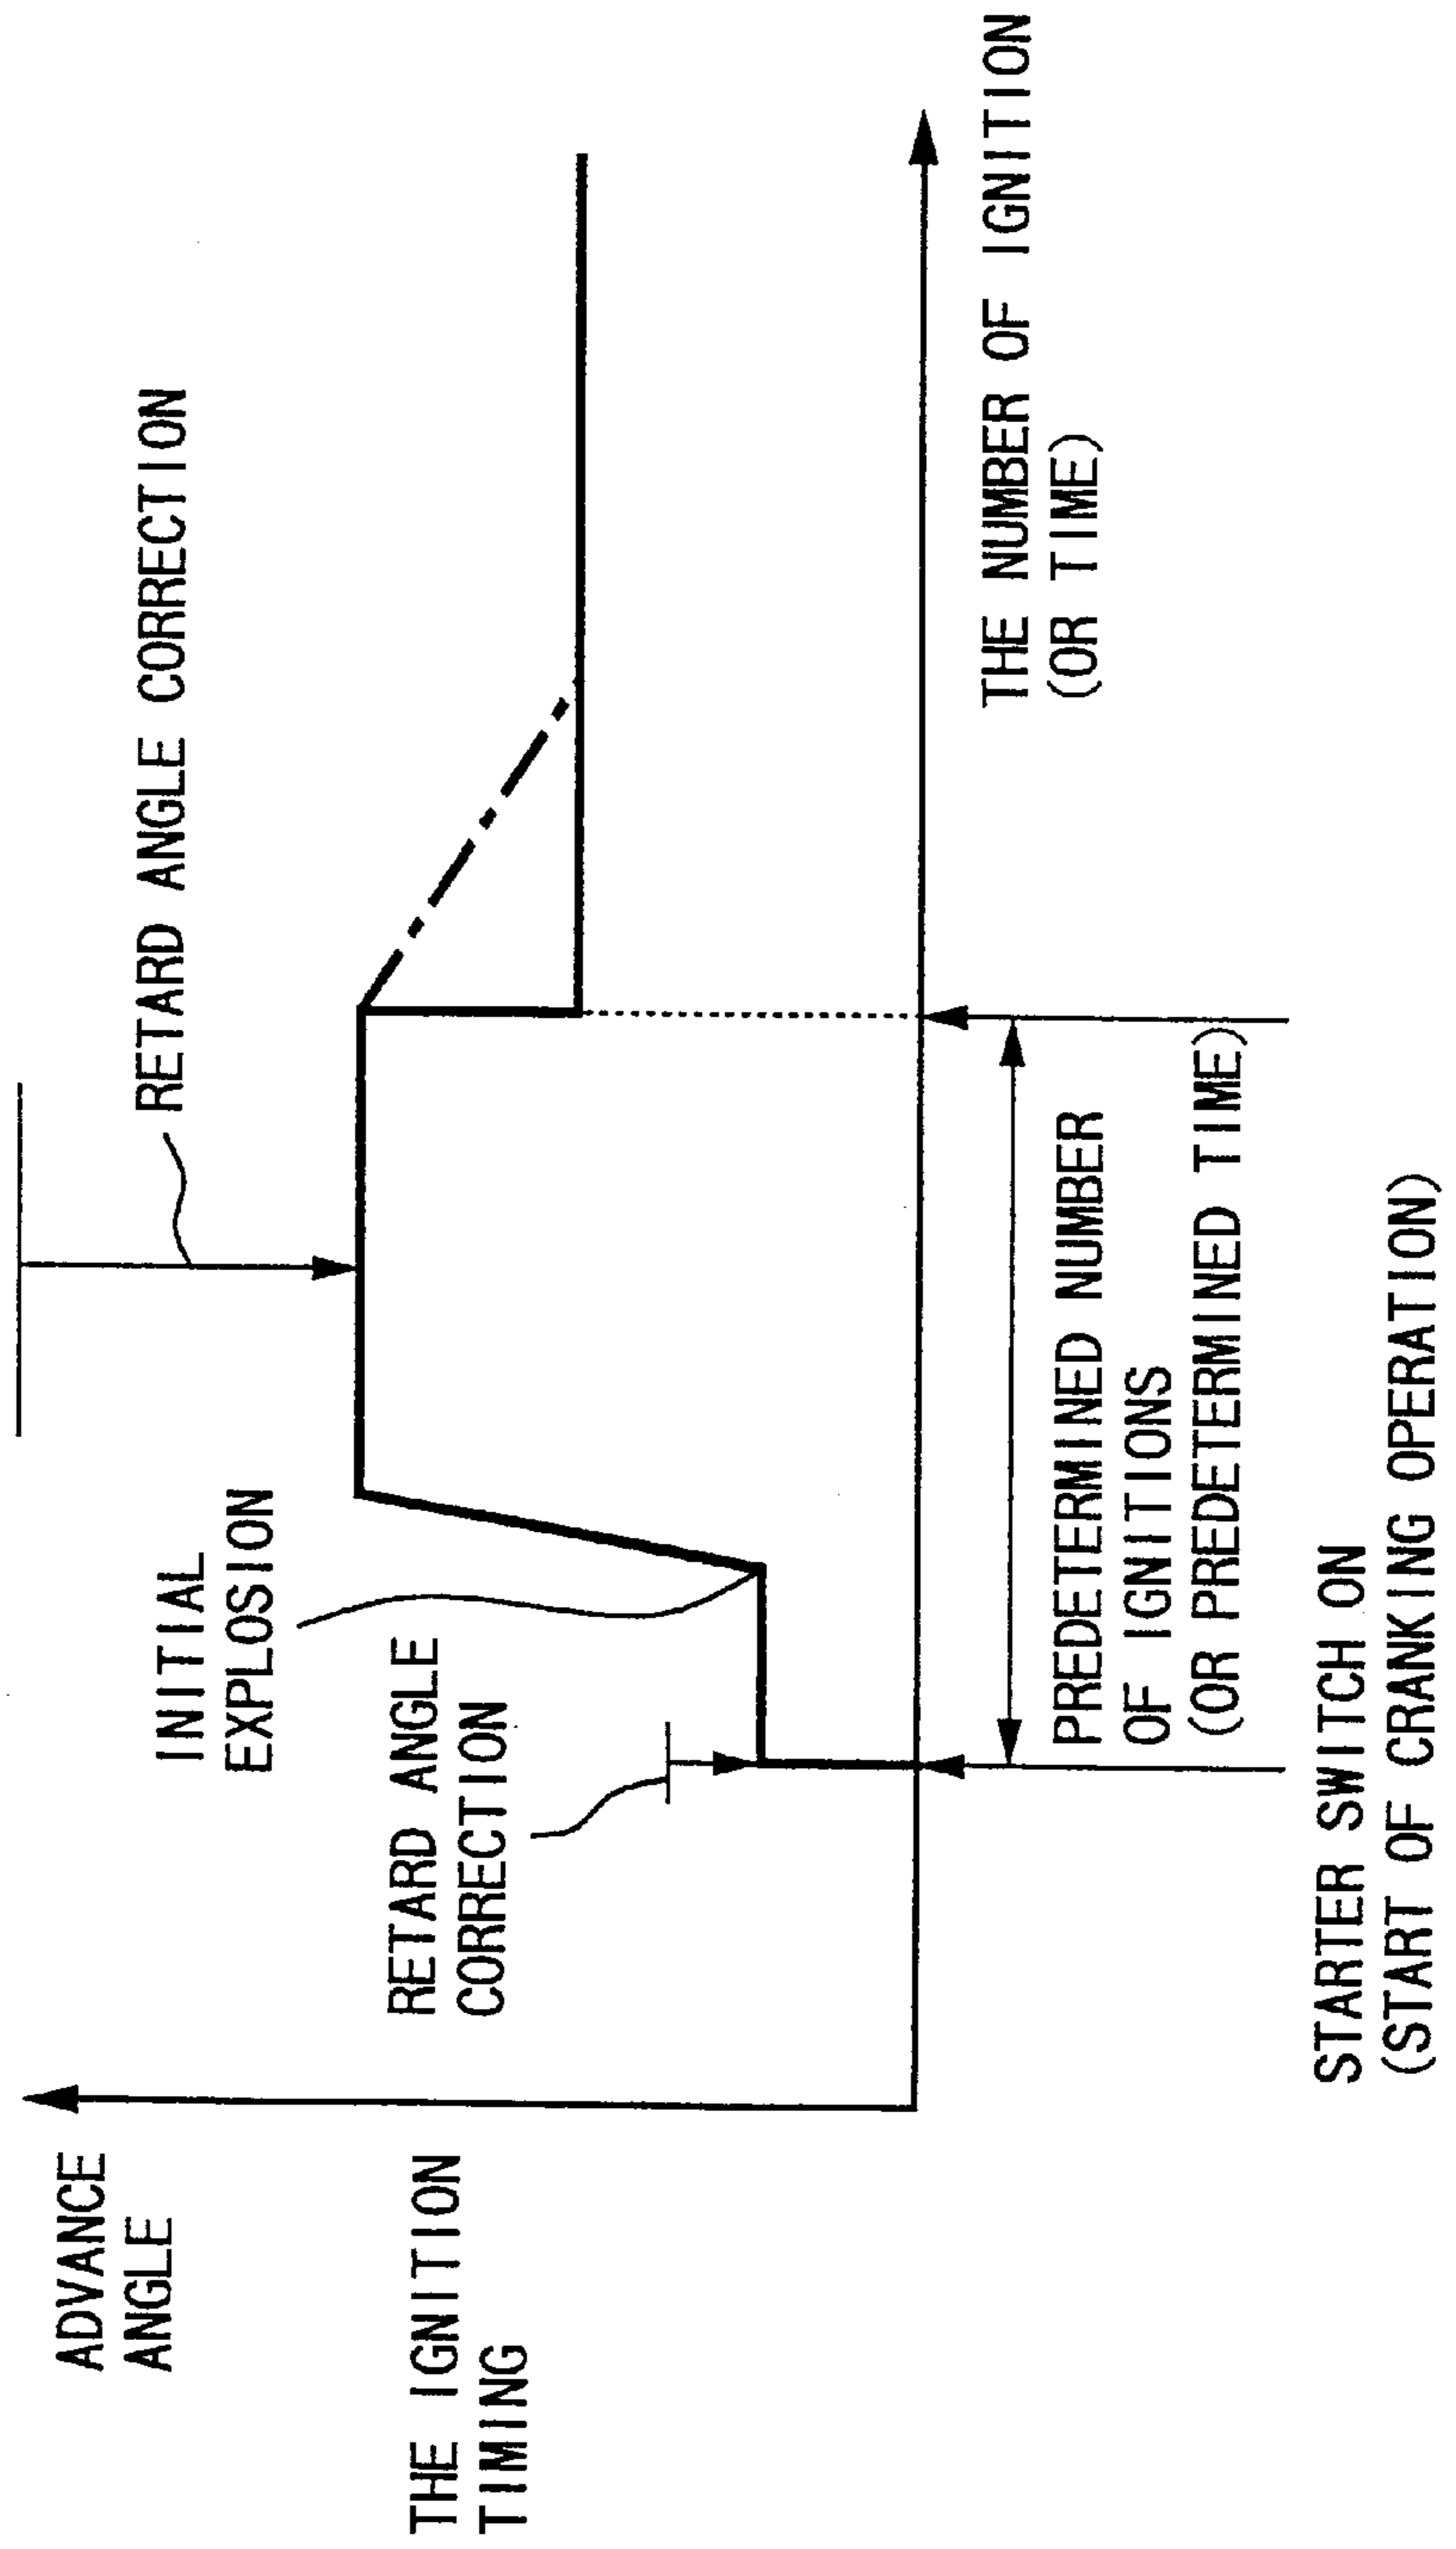 ADVANCE
ANGLE
THE IGNITION
TIMING
RETARD ANGLE CORRECTION
INITIAL
EXPLOSION
RETARD ANGLE
CORRECTION
THE NUMBER OF IGNITION
(OR TIME)
PREDETERMINED NUMBER
OF IGNITIONS
(OR PREDETERMINED TIME)
STARTER SWITCH ON
(START OF CRANKING OPERATION)